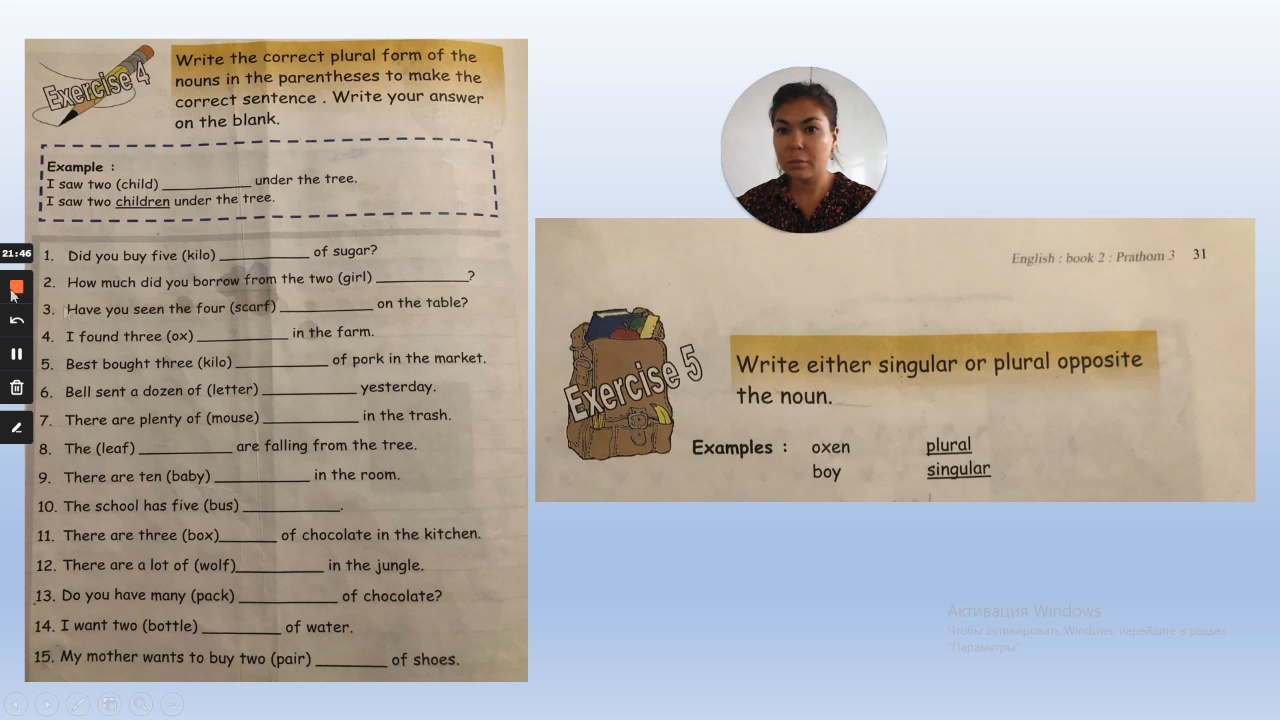 Exercise 4
Write the correct plural form of the
nouns in the parentheses to make the
correct sentence . Write your answer
on the blank.
Example :
I saw two (child) __________ under the tree.
I saw two children under the tree.
1. Did you buy five (kilo) __________ of sugar?
2. How much did you borrow from the two (girl) __________?
3. Have you seen the four (scarf) __________ on the table?
4. I found three (ox) __________ in the farm.
5. Best bought three (kilo) __________ of pork in the market.
6. Bell sent a dozen of (letter) __________ yesterday.
7. There are plenty of (mouse) __________ in the trash.
8. The (leaf) __________ are falling from the tree.
9. There are ten (baby) __________ in the room.
10. The school has five (bus) __________.
11. There are three (box)______ of chocolate in the kitchen.
12. There are a lot of (wolf)__________ in the jungle.
13. Do you have many (pack) __________ of chocolate?
14. I want two (bottle) _________ of water.
15. My mother wants to buy two (pair) ________ of shoes.
21:46
English : book 2 : Prathom 3 31
Exercise 5
Write either singular or plural opposite
the noun.
Examples : oxen plural
boy singular
Активация Windows
Чтобы активировать Windows, перейдите в раздел
"Параметры".